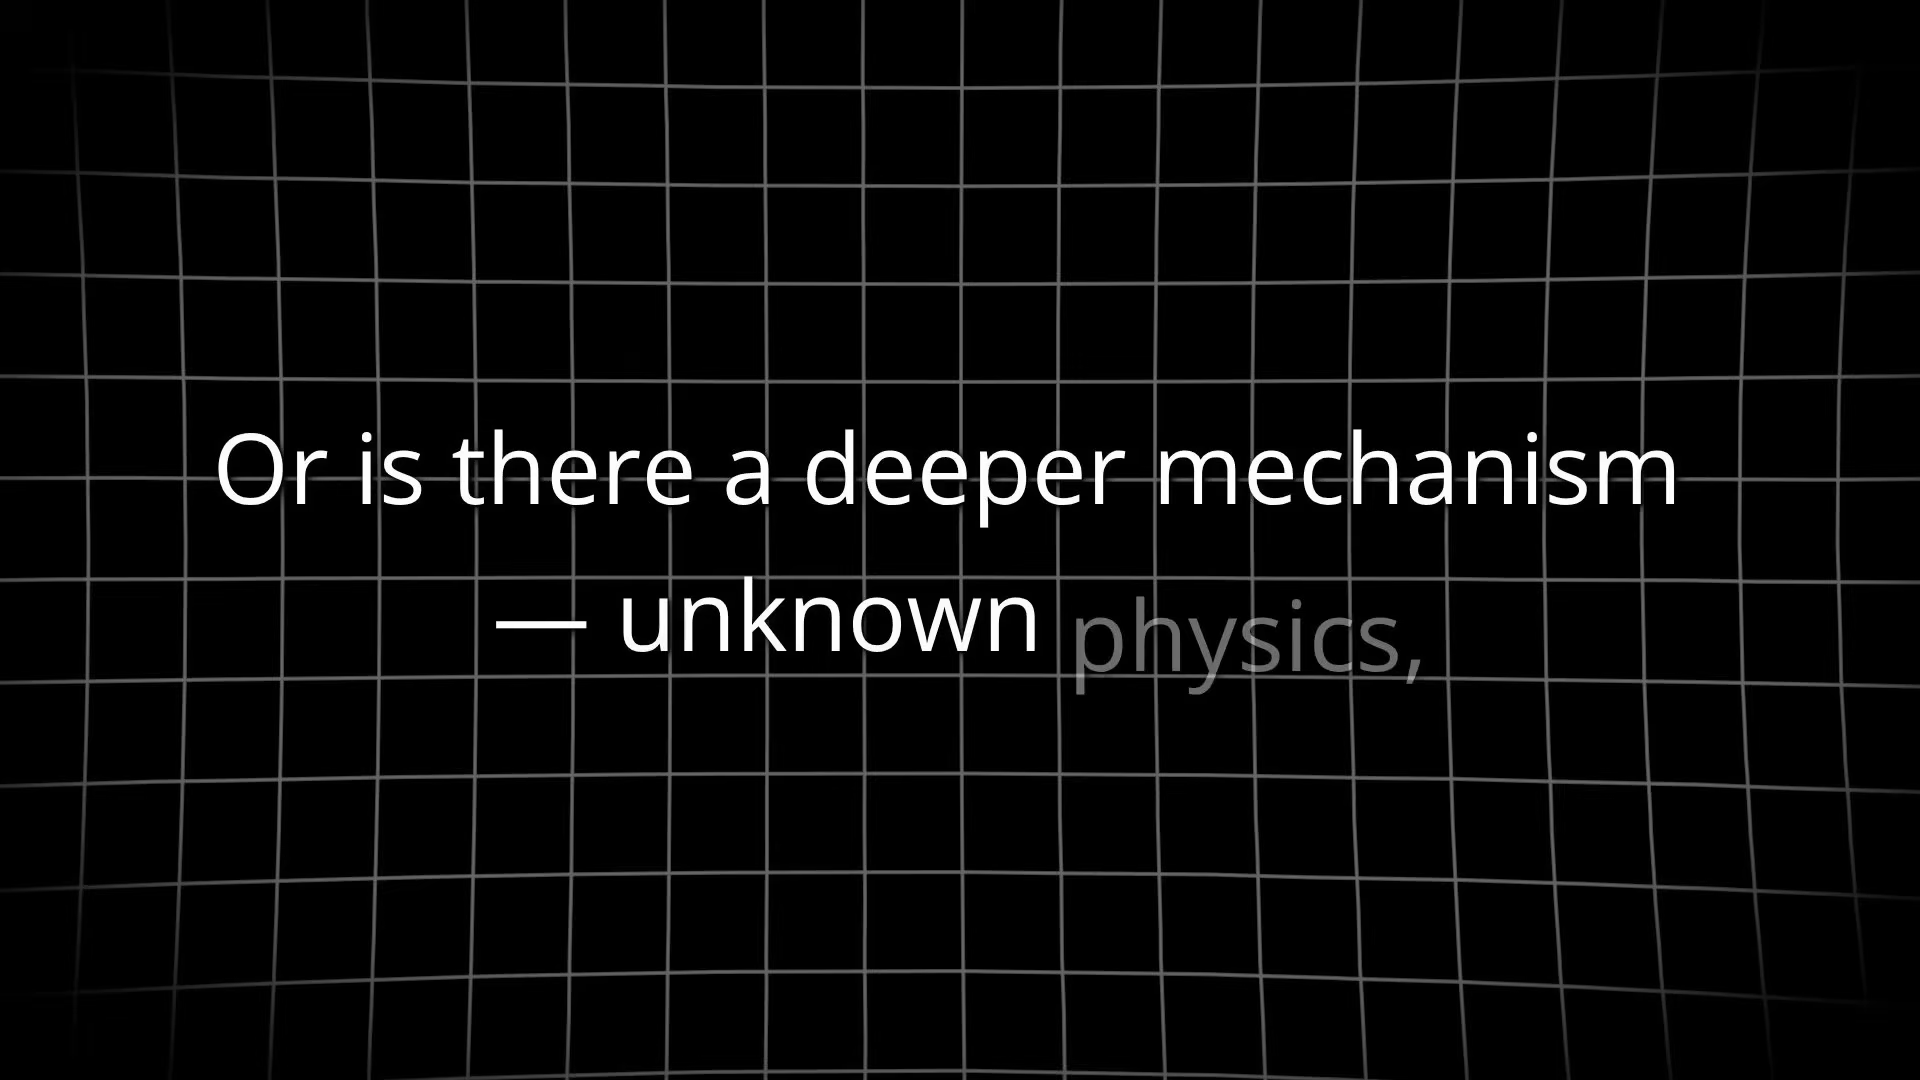 Or is there a deeper mechanism
— unknown physics,